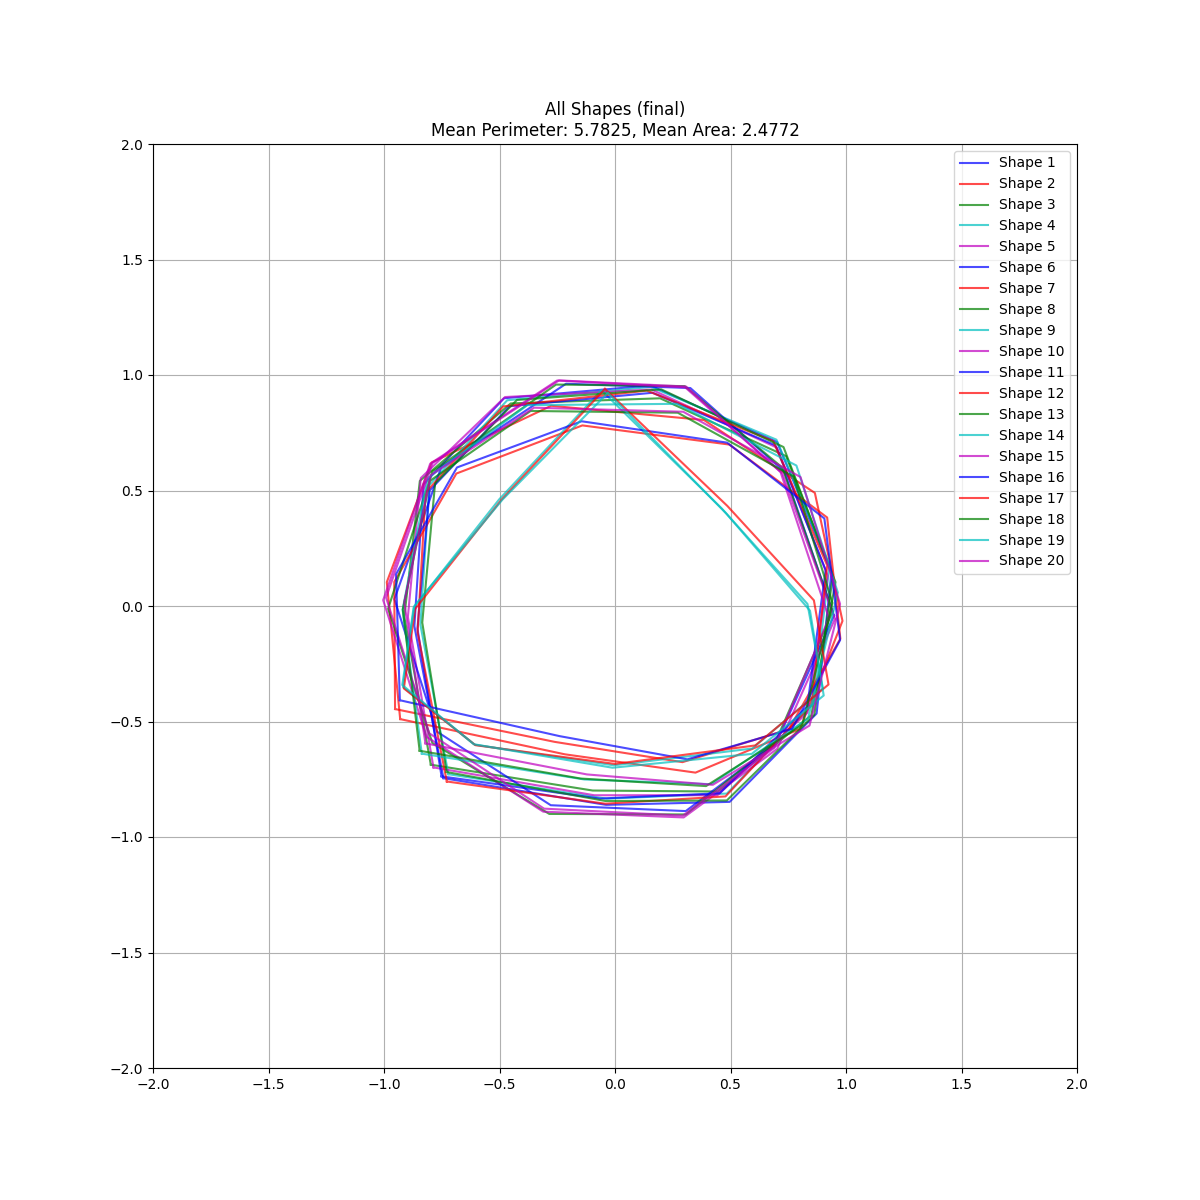 All Shapes (final)
Mean Perimeter: 5.7825, Mean Area: 2.4772
2.0
1.5
1.0
0.5
0.0
−0.5
−1.0
−1.5
−2.0
−2.0 −1.5 −1.0 −0.5 0.0 0.5 1.0 1.5 2.0
Shape 1
Shape 2
Shape 3
Shape 4
Shape 5
Shape 6
Shape 7
Shape 8
Shape 9
Shape 10
Shape 11
Shape 12
Shape 13
Shape 14
Shape 15
Shape 16
Shape 17
Shape 18
Shape 19
Shape 20